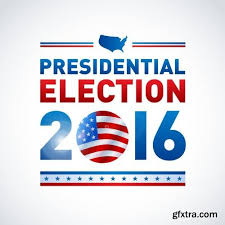 PRESIDENTIAL
ELECTION
2016
gfxtra.com